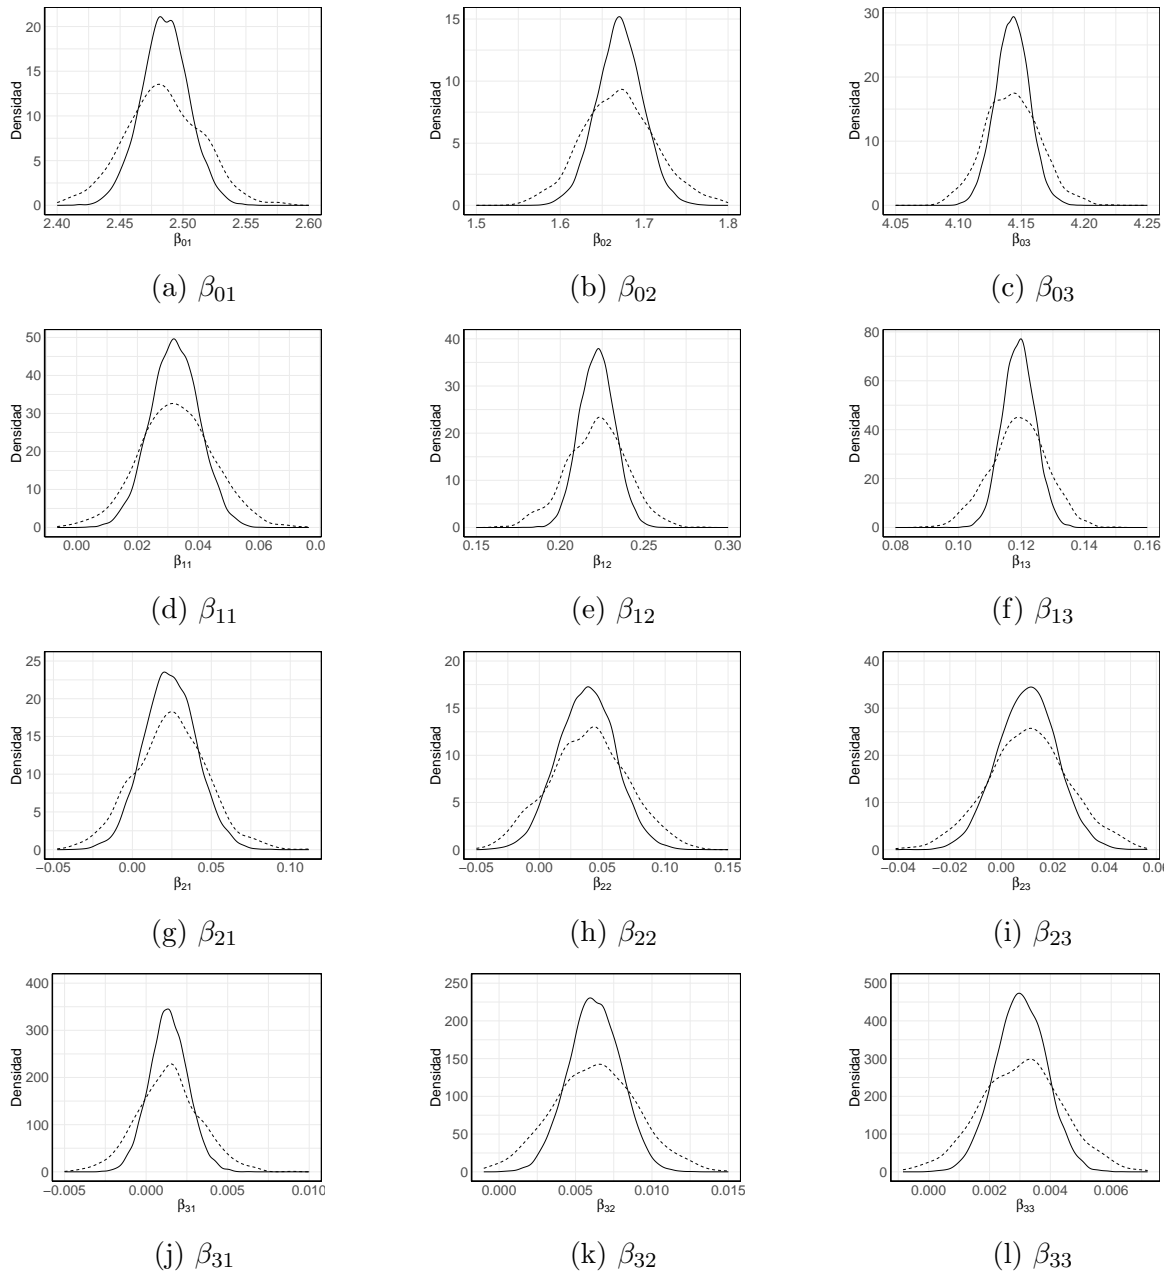 20
15
10
5
0
Densidad
2.40 2.45 2.50 2.55 2.60
β01
(a) β01
15
10
5
0
Densidad
1.5 1.6 1.7 1.8
β02
(b) β02
30
20
10
0
Densidad
4.05 4.10 4.15 4.20 4.25
β03
(c) β03
50
40
30
20
10
0
Densidad
0.00 0.02 0.04 0.06 0.0
β11
(d) β11
40
30
20
10
0
Densidad
0.15 0.20 0.25 0.30
β12
(e) β12
80
60
40
20
0
Densidad
0.08 0.10 0.12 0.14 0.16
β13
(f) β13
25
20
15
10
5
0
Densidad
−0.05 0.00 0.05 0.10
β21
(g) β21
20
15
10
5
0
Densidad
−0.05 0.00 0.05 0.10 0.15
β22
(h) β22
40
30
20
10
0
Densidad
−0.04 −0.02 0.00 0.02 0.04 0.0
β23
(i) β23
400
300
200
100
0
Densidad
−0.005 0.000 0.005 0.010
β31
(j) β31
250
200
150
100
50
0
Densidad
0.000 0.005 0.010 0.015
β32
(k) β32
500
400
300
200
100
0
Densidad
0.000 0.002 0.004 0.006
β33
(l) β33